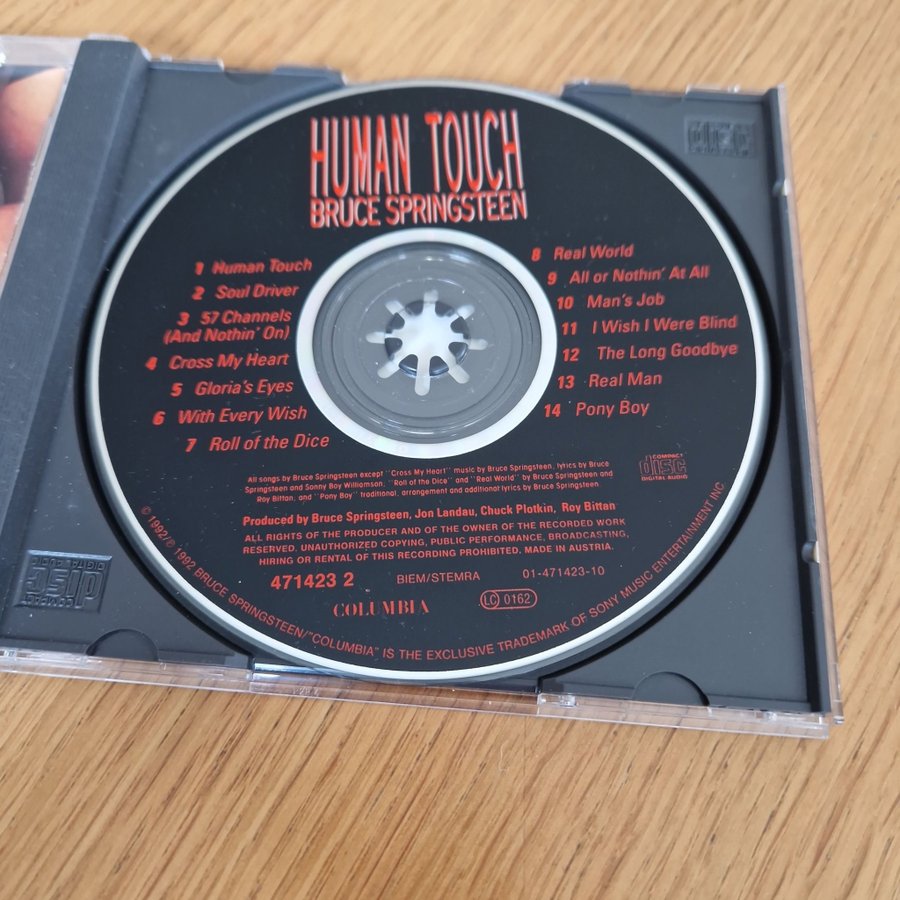 HUMAN TOUCH
BRUCE SPRINGSTEEN
1 Human Touch
2 Soul Driver
3 57 Channels
(And Nothin' On)
4 Cross My Heart
5 Gloria's Eyes
6 With Every Wish
7 Roll of the Dice
8 Real World
9 All or Nothin' At All
10 Man's Job
11 I Wish I Were Blind
12 The Long Goodbye
13 Real Man
14 Pony Boy
All songs by Bruce Springsteen except "Cross My Heart" music by Bruce Springsteen, lyrics by Bruce
Springsteen and Sonny Boy Williamson, "Roll of the Dice" and "Real World" by Bruce Springsteen and
Roy Bittan, and "Pony Boy" traditional, arrangement and additional lyrics by Bruce Springsteen
COMPACT
disc
DIGITAL AUDIO
Produced by Bruce Springsteen, Jon Landau, Chuck Plotkin, Roy Bittan
ALL RIGHTS OF THE PRODUCER AND OF THE OWNER OF THE RECORDED WORK
RESERVED. UNAUTHORIZED COPYING, PUBLIC PERFORMANCE, BROADCASTING,
HIRING OR RENTAL OF THIS RECORDING PROHIBITED. MADE IN AUSTRIA.
471423 2
BIEM/STEMRA
01-471423-10
COLUMBIA
LC 0162
© 1992/℗ 1992 BRUCE SPRINGSTEEN/"COLUMBIA" IS THE EXCLUSIVE TRADEMARK OF SONY MUSIC ENTERTAINMENT INC
COMPACT
disc
DIGITAL AUDIO
disc